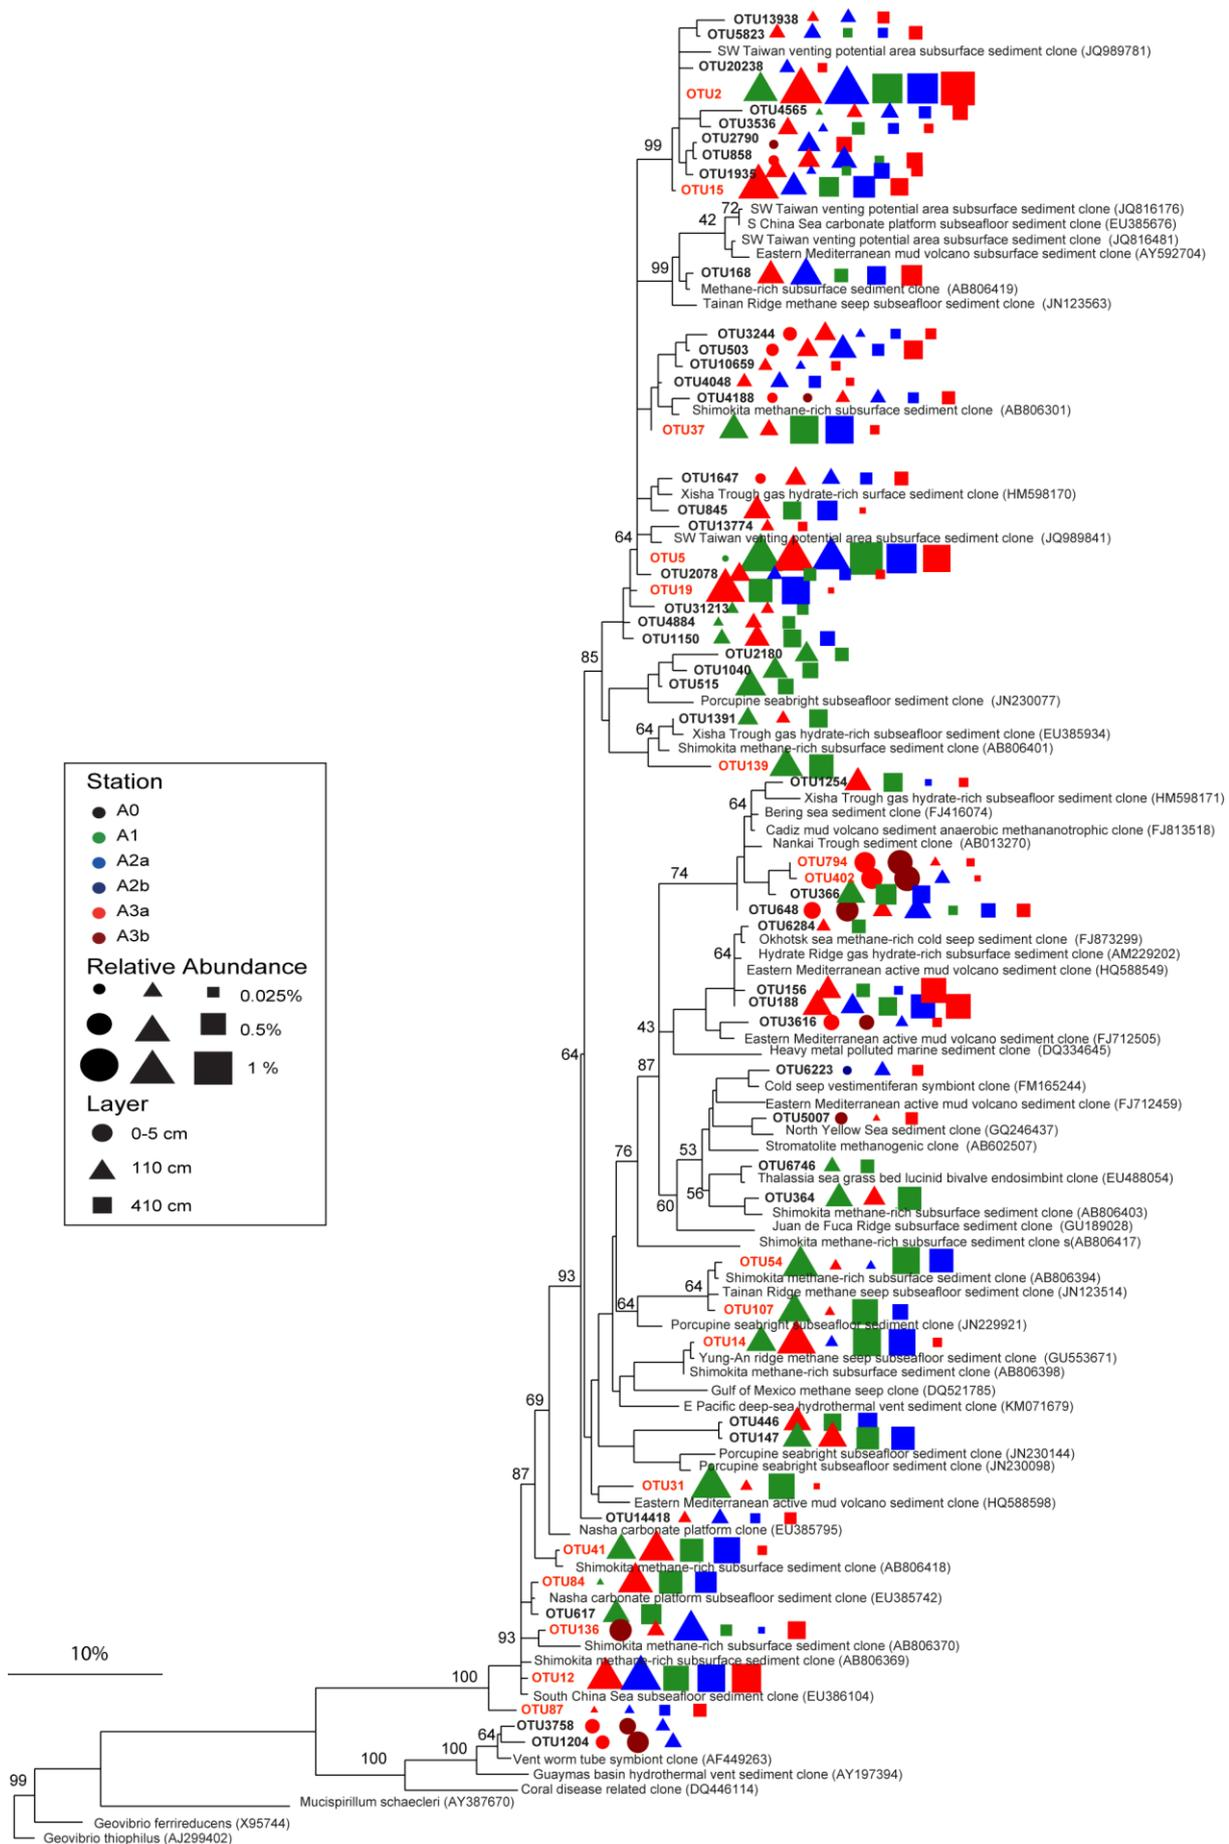 OTU13938
OTU5823
SW Taiwan venting potential area subsurface sediment clone (JQ989781)
OTU20238
OTU2
OTU4565
OTU3536
OTU2790
99
OTU858
OTU1935
OTU15
72
SW Taiwan venting potential area subsurface sediment clone (JQ816176)
42
S China Sea carbonate platform subseafloor sediment clone (EU385676)
SW Taiwan venting potential area subsurface sediment clone (JQ816481)
Eastern Mediterranean mud volcano subsurface sediment clone (AY592704)
99
OTU168
Methane-rich subsurface sediment clone (AB806419)
Tainan Ridge methane seep subseafloor sediment clone (JN123563)
OTU3244
OTU503
OTU10659
OTU4048
OTU4188
Shimokita methane-rich subsurface sediment clone (AB806301)
OTU37
OTU1647
Xisha Trough gas hydrate-rich surface sediment clone (HM598170)
OTU845
OTU13774
64
SW Taiwan venting potential area subsurface sediment clone (JQ989841)
OTU5
OTU2078
OTU19
OTU31213
OTU4884
OTU1150
85
OTU2180
OTU1040
OTU515
Porcupine seabright subseafloor sediment clone (JN230077)
OTU1391
64
Xisha Trough gas hydrate-rich subseafloor sediment clone (EU385934)
Shimokita methane-rich subsurface sediment clone (AB806401)
OTU139
OTU1254
Xisha Trough gas hydrate-rich subseafloor sediment clone (HM598171)
64
Bering sea sediment clone (FJ416074)
Cadiz mud volcano sediment anaerobic methananotrophic clone (FJ813518)
Nankai Trough sediment clone (AB013270)
OTU794
74
OTU402
OTU366
OTU648
OTU6284
Okhotsk sea methane-rich cold seep sediment clone (FJ873299)
64
Hydrate Ridge gas hydrate-rich subsurface sediment clone (AM229202)
Eastern Mediterranean active mud volcano sediment clone (HQ588549)
OTU156
OTU188
OTU3616
43
Eastern Mediterranean active mud volcano sediment clone (FJ712505)
Heavy metal polluted marine sediment clone (DQ334645)
64
87
OTU6223
Cold seep vestimentiferan symbiont clone (FM165244)
Eastern Mediterranean active mud volcano sediment clone (FJ712459)
OTU5007
North Yellow Sea sediment clone (GQ246437)
Stromatolite methanogenic clone (AB602507)
76
53
OTU6746
Thalassia sea grass bed lucinid bivalve endosimbint clone (EU488054)
56
OTU364
60
Shimokita methane-rich subsurface sediment clone (AB806403)
Juan de Fuca Ridge subsurface sediment clone (GU189028)
Shimokita methane-rich subsurface sediment clone s(AB806417)
OTU54
93
Shimokita methane-rich subsurface sediment clone (AB806394)
64
Tainan Ridge methane seep subseafloor sediment clone (JN123514)
64
OTU107
Porcupine seabright subseafloor sediment clone (JN229921)
OTU14
Yung-An ridge methane seep subseafloor sediment clone (GU553671)
Shimokita methane-rich subsurface sediment clone (AB806398)
Gulf of Mexico methane seep clone (DQ521785)
69
E Pacific deep-sea hydrothermal vent sediment clone (KM071679)
OTU446
OTU147
Porcupine seabright subseafloor sediment clone (JN230144)
Porcupine seabright subseafloor sediment clone (JN230098)
87
OTU31
Eastern Mediterranean active mud volcano sediment clone (HQ588598)
OTU14418
Nasha carbonate platform clone (EU385795)
OTU41
Shimokita methane-rich subsurface sediment clone (AB806418)
OTU84
Nasha carbonate platform subseafloor sediment clone (EU385742)
OTU617
OTU136
93
Shimokita methane-rich subsurface sediment clone (AB806370)
Shimokita methane-rich subsurface sediment clone (AB806369)
100
OTU12
South China Sea subseafloor sediment clone (EU386104)
OTU87
OTU3758
64
OTU1204
100
100
Vent worm tube symbiont clone (AF449263)
Guaymas basin hydrothermal vent sediment clone (AY197394)
Coral disease related clone (DQ446114)
99
Mucispirillum schaecleri (AY387670)
Geovibrio ferrireducens (X95744)
Geovibrio thiophilus (AJ299402)
10%
Station
A0
A1
A2a
A2b
A3a
A3b
Relative Abundance
0.025%
0.5%
1 %
Layer
0-5 cm
110 cm
410 cm